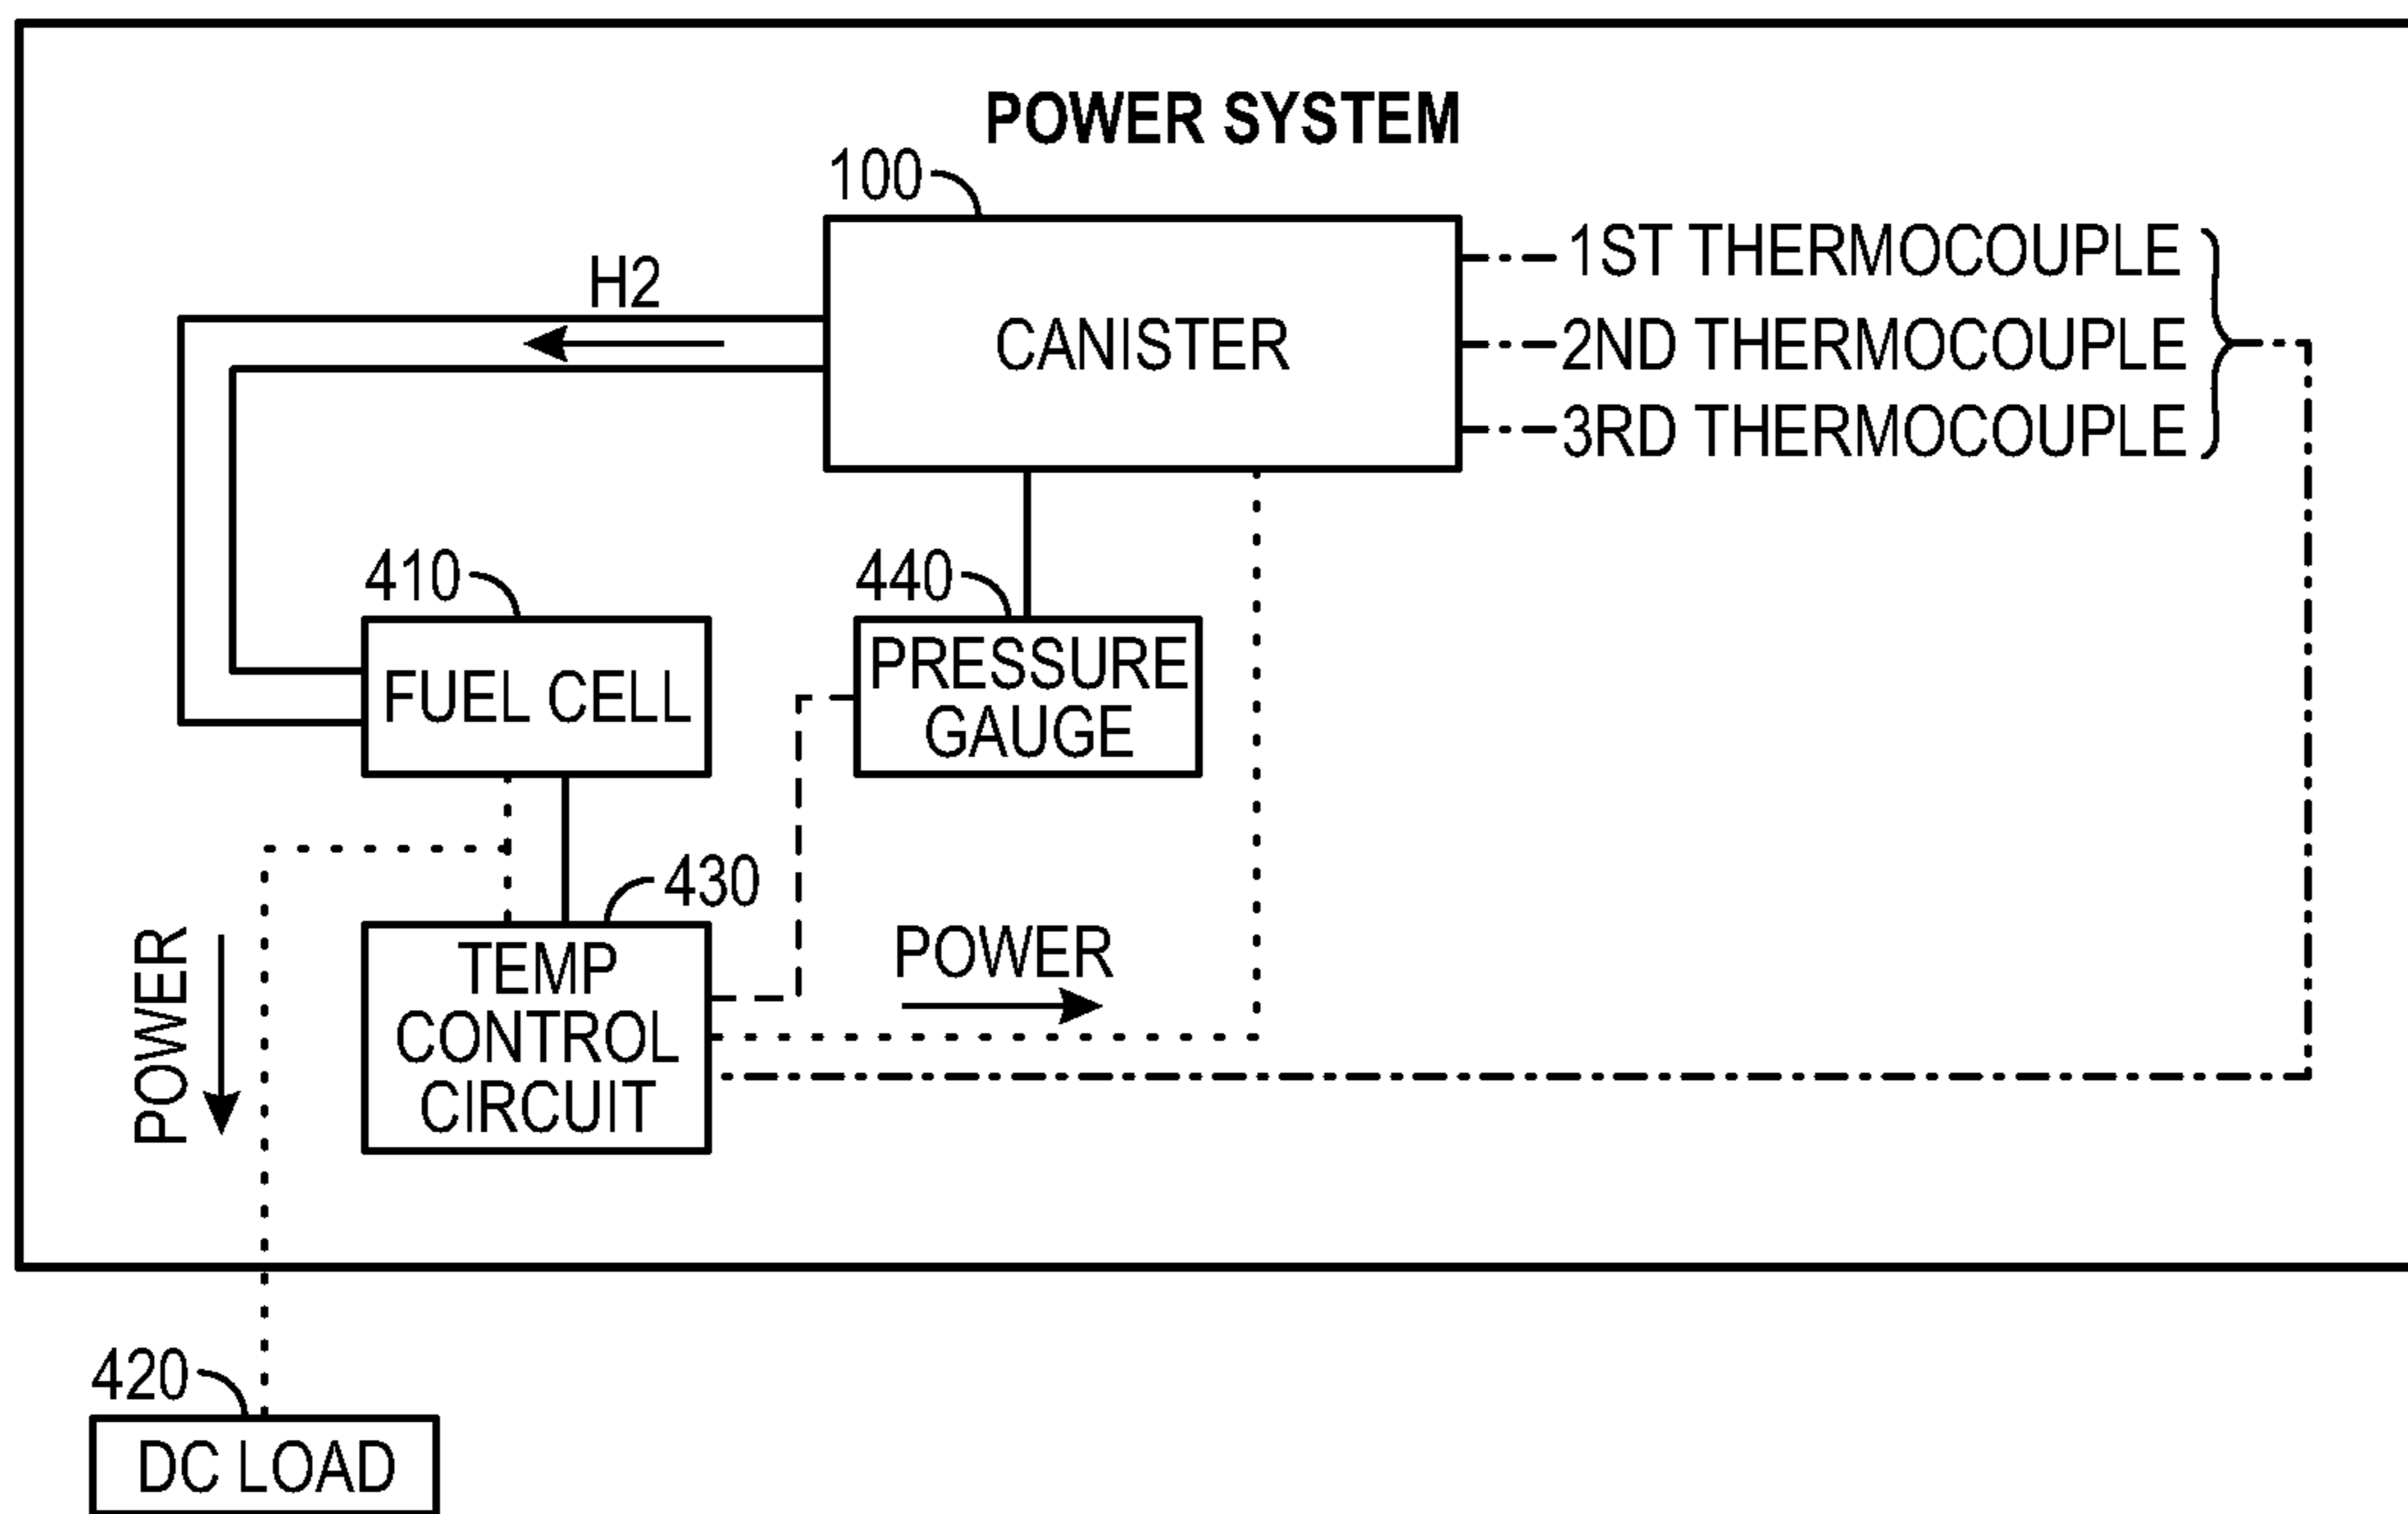 POWER SYSTEM
100
H2
CANISTER
1ST THERMOCOUPLE
2ND THERMOCOUPLE
3RD THERMOCOUPLE
410
FUEL CELL
440
PRESSURE
GAUGE
430
TEMP
CONTROL
CIRCUIT
POWER
POWER
420
DC LOAD